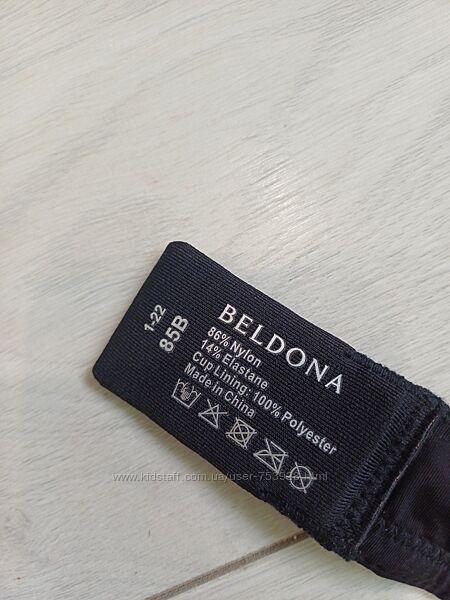 BELDONA
86% Nylon
14% Elastane
Cup Lining: 100% Polyester
Made in China
1-22
85B